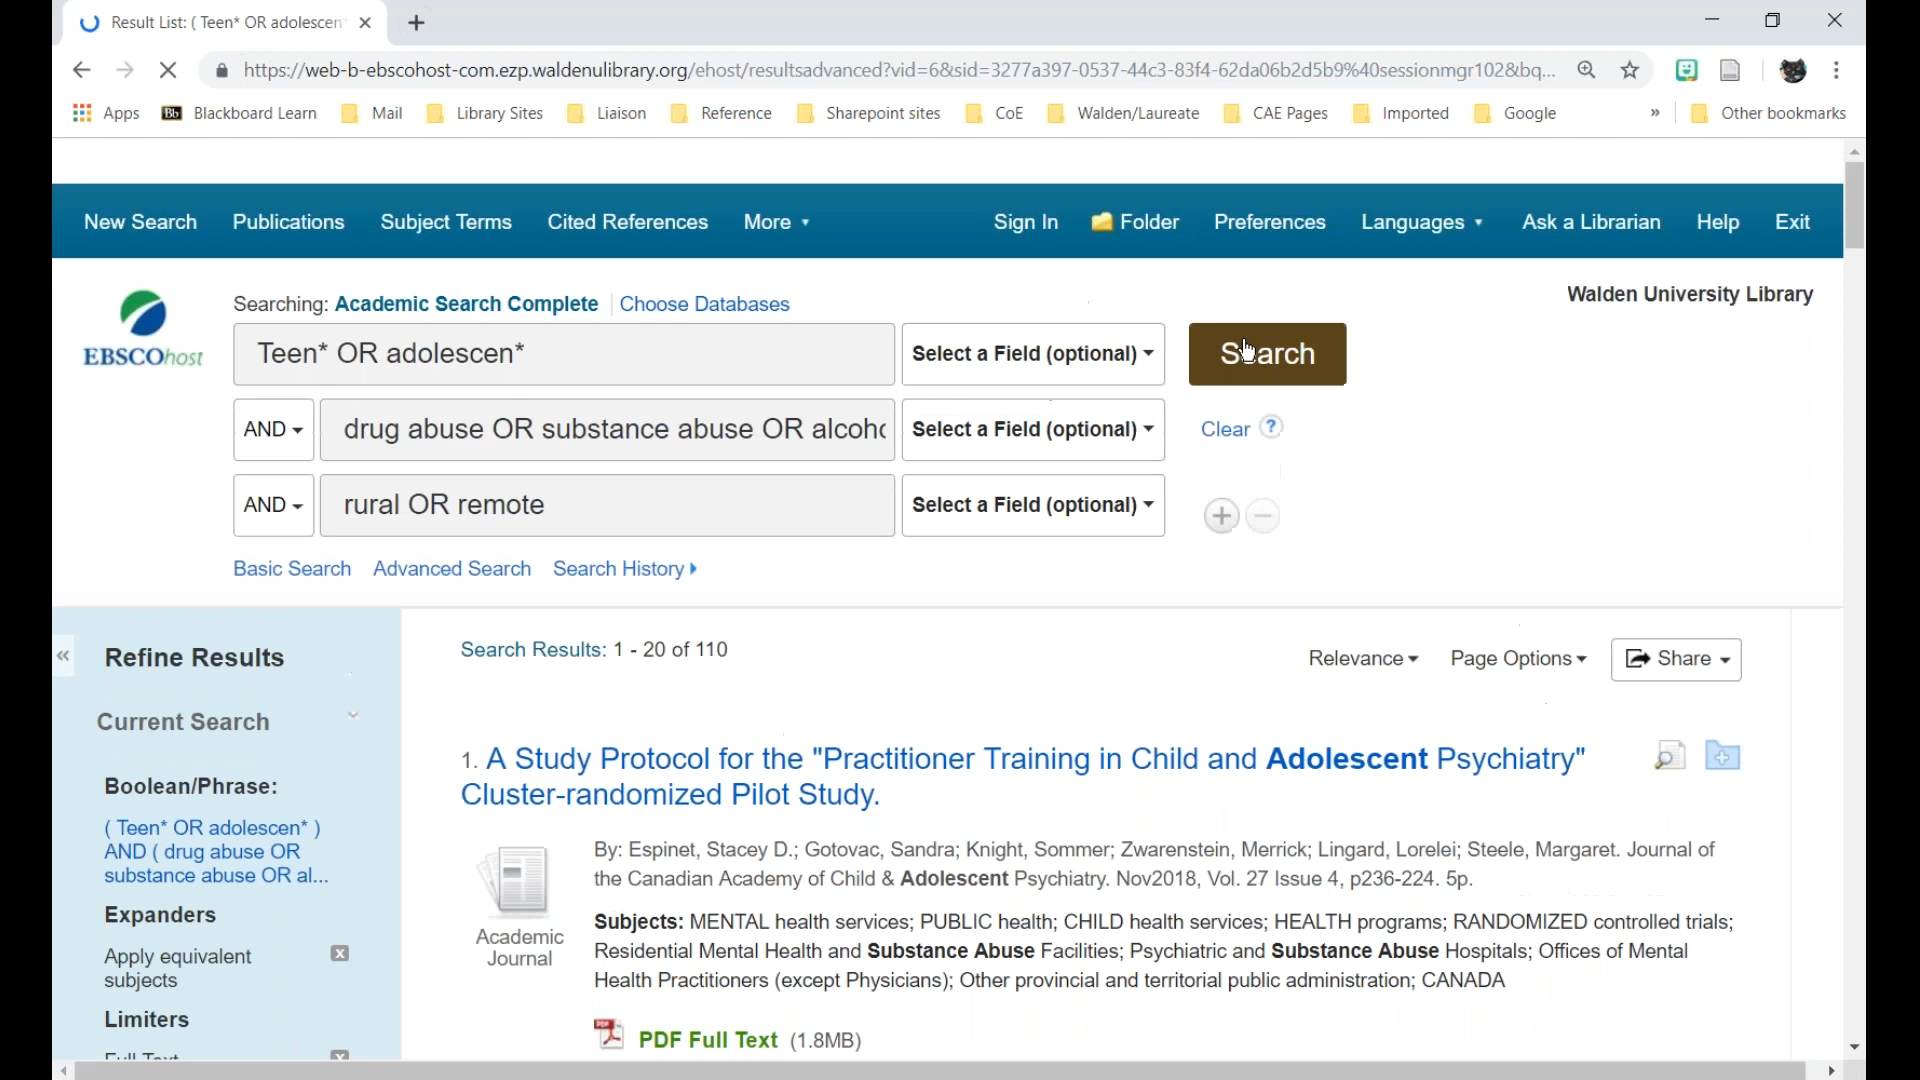 Result List: ( Teen* OR adolescen
https://web-b-ebscohost-com.ezp.waldenulibrary.org/ehost/resultsadvanced?vid=6&sid=3277a397-0537-44c3-83f4-62da06b2d5b9%40sessionmgr102&bq...
Apps Bb Blackboard Learn Mail Library Sites Liaison Reference Sharepoint sites CoE Walden/Laureate CAE Pages Imported Google » Other bookmarks
New Search Publications Subject Terms Cited References More Sign In Folder Preferences Languages Ask a Librarian Help Exit
Searching: Academic Search Complete Choose Databases
Walden University Library
EBSCOhost
Teen* OR adolescen* Select a Field (optional) Search
AND drug abuse OR substance abuse OR alcoho Select a Field (optional) Clear ?
AND rural OR remote Select a Field (optional)
Basic Search Advanced Search Search History
« Refine Results
Current Search
Boolean/Phrase:
( Teen* OR adolescen* )
AND ( drug abuse OR
substance abuse OR al...
Expanders
Apply equivalent
subjects
Limiters
Full Text
Search Results: 1 - 20 of 110
Relevance Page Options Share
1. A Study Protocol for the "Practitioner Training in Child and Adolescent Psychiatry"
Cluster-randomized Pilot Study.
Academic
Journal
By: Espinet, Stacey D.; Gotovac, Sandra; Knight, Sommer; Zwarenstein, Merrick; Lingard, Lorelei; Steele, Margaret. Journal of
the Canadian Academy of Child & Adolescent Psychiatry. Nov2018, Vol. 27 Issue 4, p236-224. 5p.
Subjects: MENTAL health services; PUBLIC health; CHILD health services; HEALTH programs; RANDOMIZED controlled trials;
Residential Mental Health and Substance Abuse Facilities; Psychiatric and Substance Abuse Hospitals; Offices of Mental
Health Practitioners (except Physicians); Other provincial and territorial public administration; CANADA
PDF Full Text (1.8MB)